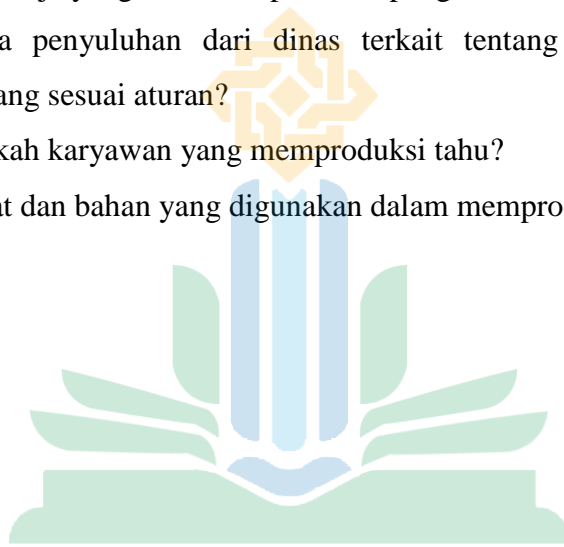 a penyuluhan dari dinas terkait tentang
ang sesuai aturan?
kah karyawan yang memproduksi tahu?
at dan bahan yang digunakan dalam mempro